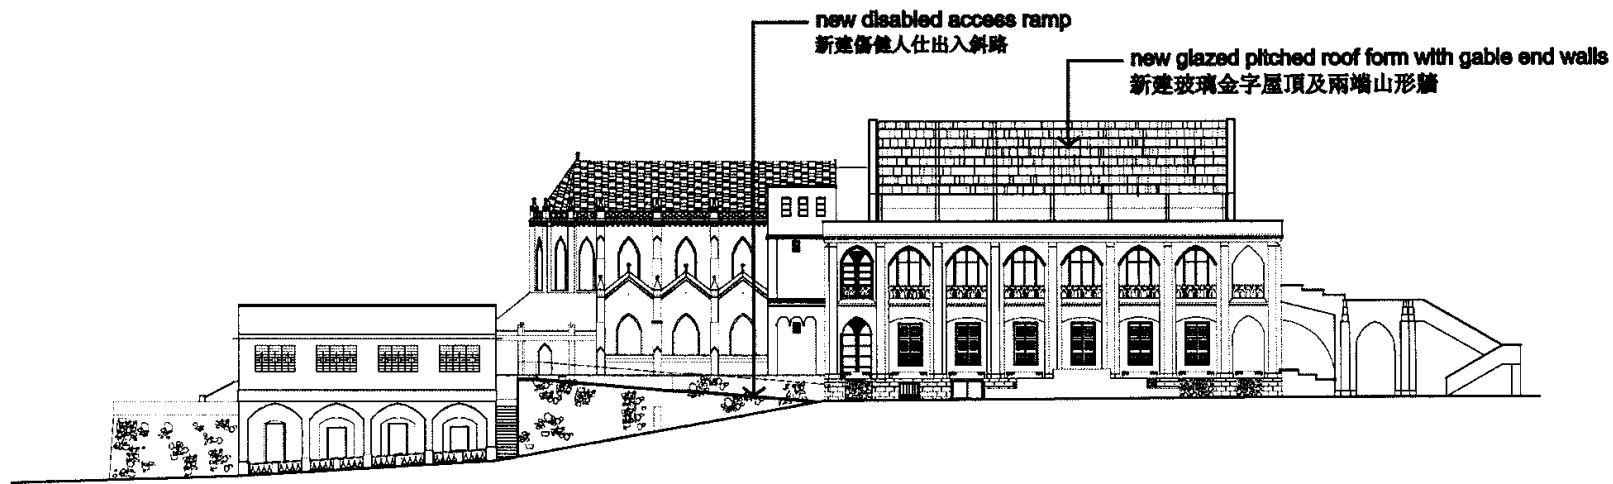 new disabled access ramp
新建傷健人仕出入斜路
new glazed pitched roof form with gable end walls
新建玻璃金字屋頂及兩端山形牆